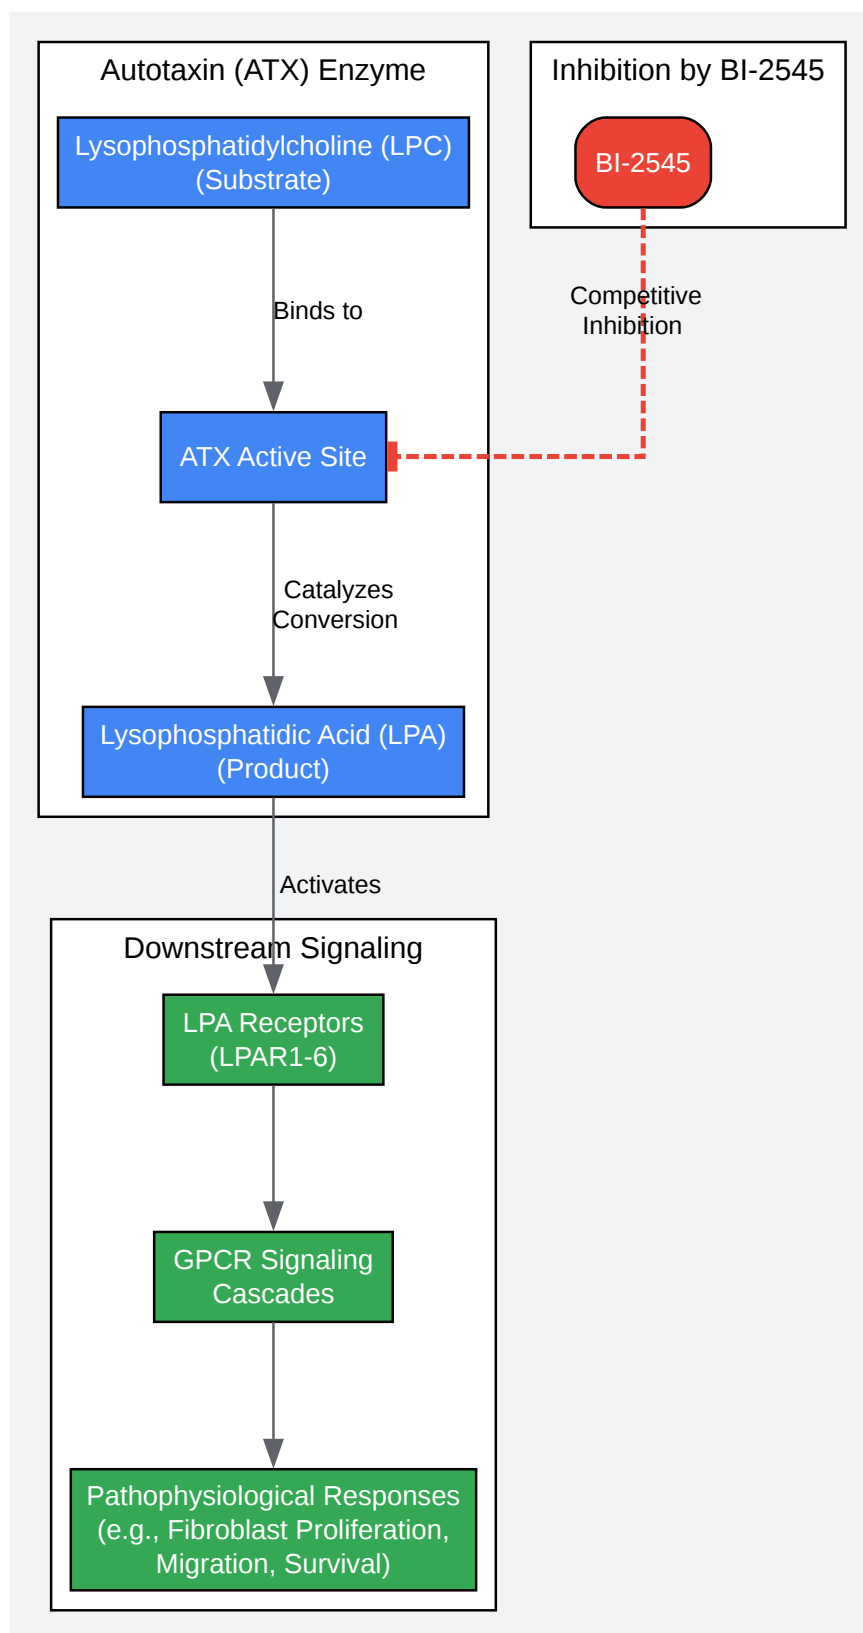 Autotaxin (ATX) Enzyme
Lysophosphatidylcholine (LPC)
(Substrate)
Binds to
ATX Active Site
Catalyzes
Conversion
Lysophosphatidic Acid (LPA)
(Product)
Inhibition by BI-2545
BI-2545
Competitive
Inhibition
Activates
Downstream Signaling
LPA Receptors
(LPAR1-6)
GPCR Signaling
Cascades
Pathophysiological Responses
(e.g., Fibroblast Proliferation,
Migration, Survival)